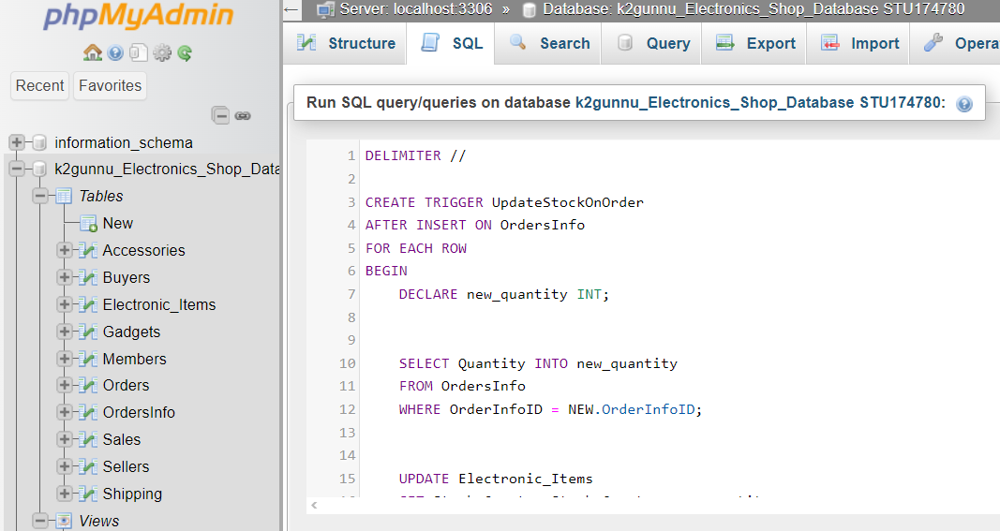 phpMyAdmin
Recent Favorites
information_schema
k2gunnu_Electronics_Shop_Data
Tables
New
Accessories
Buyers
Electronic_Items
Gadgets
Members
Orders
OrdersInfo
Sales
Sellers
Shipping
Views
Server: localhost:3306 » Database: k2gunnu_Electronics_Shop_Database STU174780
Structure SQL Search Query Export Import Opera
Run SQL query/queries on database k2gunnu_Electronics_Shop_Database STU174780:
1 DELIMITER //
2
3 CREATE TRIGGER UpdateStockOnOrder
4 AFTER INSERT ON OrdersInfo
5 FOR EACH ROW
6 BEGIN
7 DECLARE new_quantity INT;
8
9
10 SELECT Quantity INTO new_quantity
11 FROM OrdersInfo
12 WHERE OrderInfoID = NEW.OrderInfoID;
13
14
15 UPDATE Electronic_Items